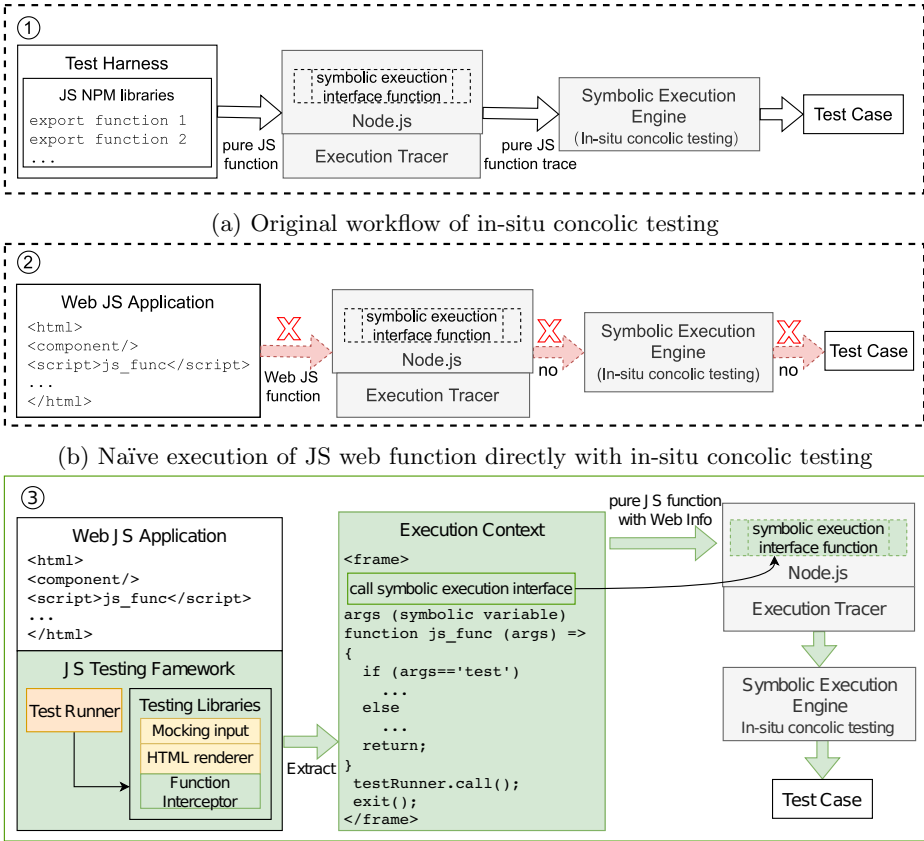 ①
Test Harness
JS NPM libraries
export function 1
export function 2
...
pure JS
function
symbolic exeuction
interface function
Node.js
Execution Tracer
pure JS
function trace
Symbolic Execution
Engine
(In-situ concolic testing)
Test Case
(a) Original workflow of in-situ concolic testing
②
Web JS Application
<html>
<component/>
<script>js_func</script>
...
</html>
X
Web JS
function
symbolic exeuction
interface function
Node.js
Execution Tracer
X
no
Symbolic Execution
Engine
(In-situ concolic testing)
X
no
Test Case
(b) Naïve execution of JS web function directly with in-situ concolic testing
③
Web JS Application
<html>
<component/>
<script>js_func</script>
...
</html>
JS Testing Famework
Test Runner
Testing Libraries
Mocking input
HTML renderer
Function
Interceptor
Extract
Execution Context
<frame>
call symbolic execution interface
args (symbolic variable)
function js_func (args) =>
{
if (args=='test')
...
else
...
return;
}
testRunner.call();
exit();
</frame>
pure JS function
with Web Info
symbolic exeuction
interface function
Node.js
Execution Tracer
Symbolic Execution
Engine
In-situ concolic testing
Test Case